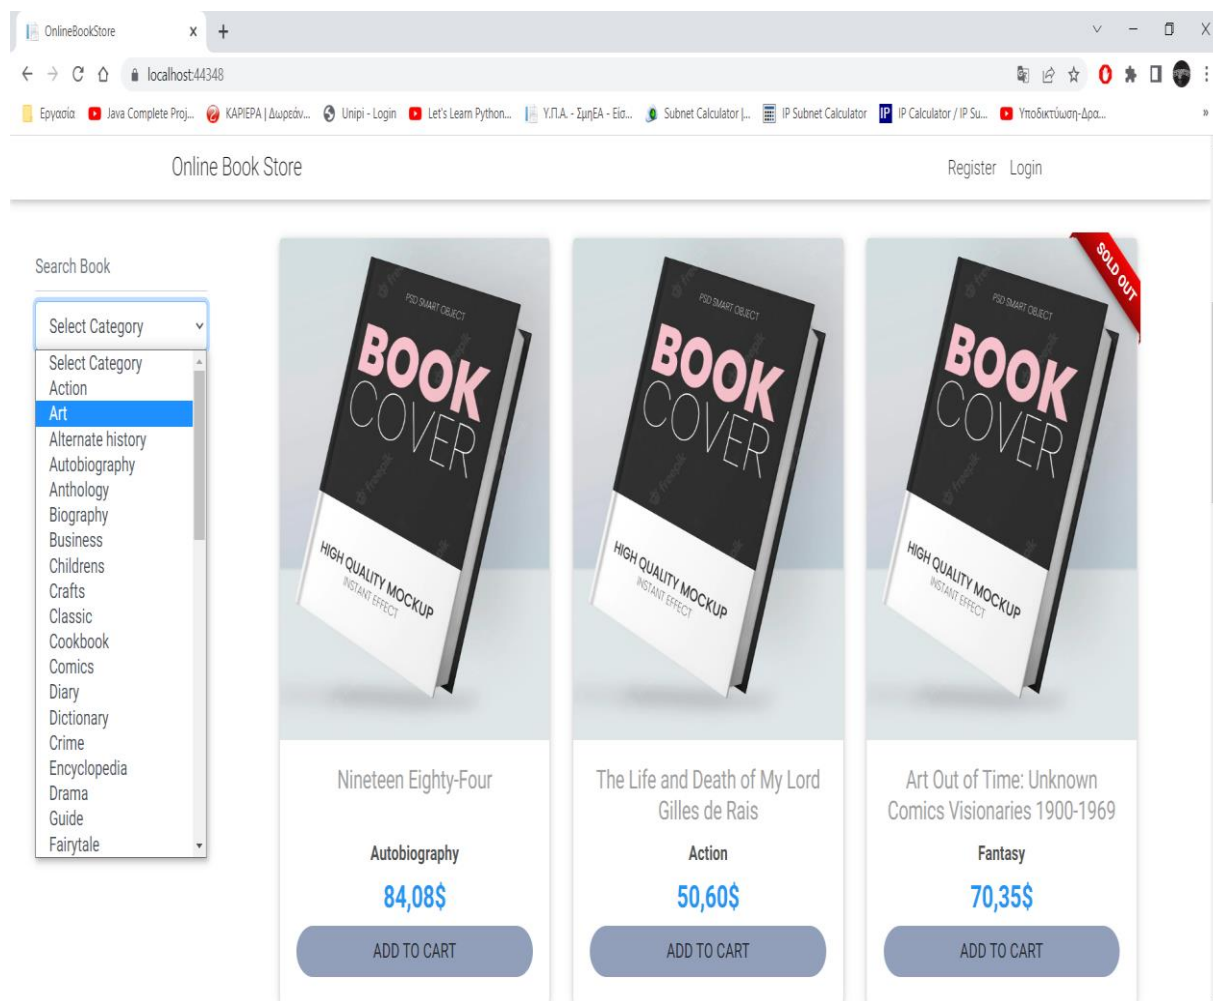 OnlineBookStore
localhost:44348
Εργασία
Java Complete Proj...
ΚΑΡΙΕΡΑ | Δωρεάν...
Unipi - Login
Let's Learn Python...
Υ.Π.Α. - ΣμηΕΑ - Είσ...
Subnet Calculator |...
IP Subnet Calculator
IP
IP Calculator / IP Su...
Υποδικτύωση-Δρα...
Online Book Store
Register Login
Search Book
Select Category
Select Category
Action
Art
Alternate history
Autobiography
Anthology
Biography
Business
Childrens
Crafts
Classic
Cookbook
Comics
Diary
Dictionary
Crime
Encyclopedia
Drama
Guide
Fairytale
PSD SMART OBJECT
BOOK
COVER
freepik
HIGH QUALITY MOCKUP
INSTANT EFFECT
Nineteen Eighty-Four
Autobiography
84,08$
ADD TO CART
PSD SMART OBJECT
BOOK
COVER
freepik
HIGH QUALITY MOCKUP
INSTANT EFFECT
The Life and Death of My Lord
Gilles de Rais
Action
50,60$
ADD TO CART
SOLD OUT
PSD SMART OBJECT
BOOK
COVER
freepik
HIGH QUALITY MOCKUP
INSTANT EFFECT
Art Out of Time: Unknown
Comics Visionaries 1900-1969
Fantasy
70,35$
ADD TO CART